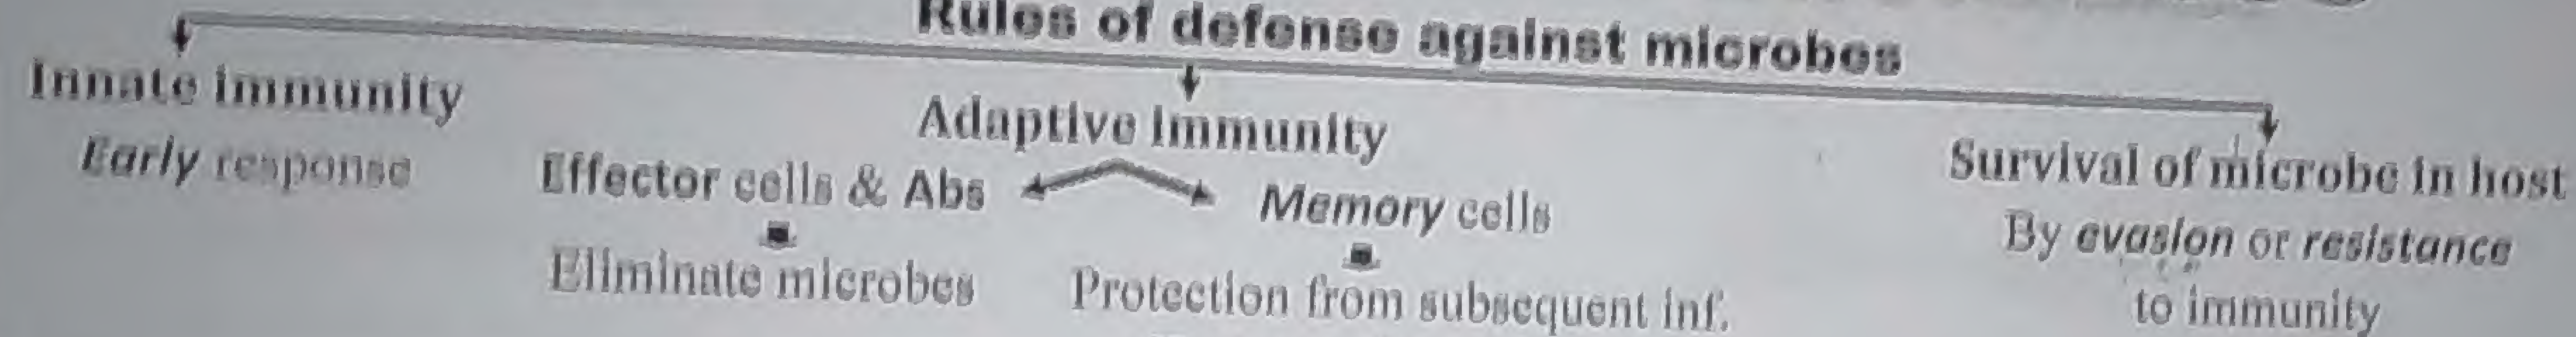 Rules of defense against microbes
Innate immunity
Early response
Adaptive immunity
Effector cells & Abs
Memory cells
Eliminate microbes
Protection from subsequent inf.
Survival of microbe in host
By evasion or resistance
to immunity